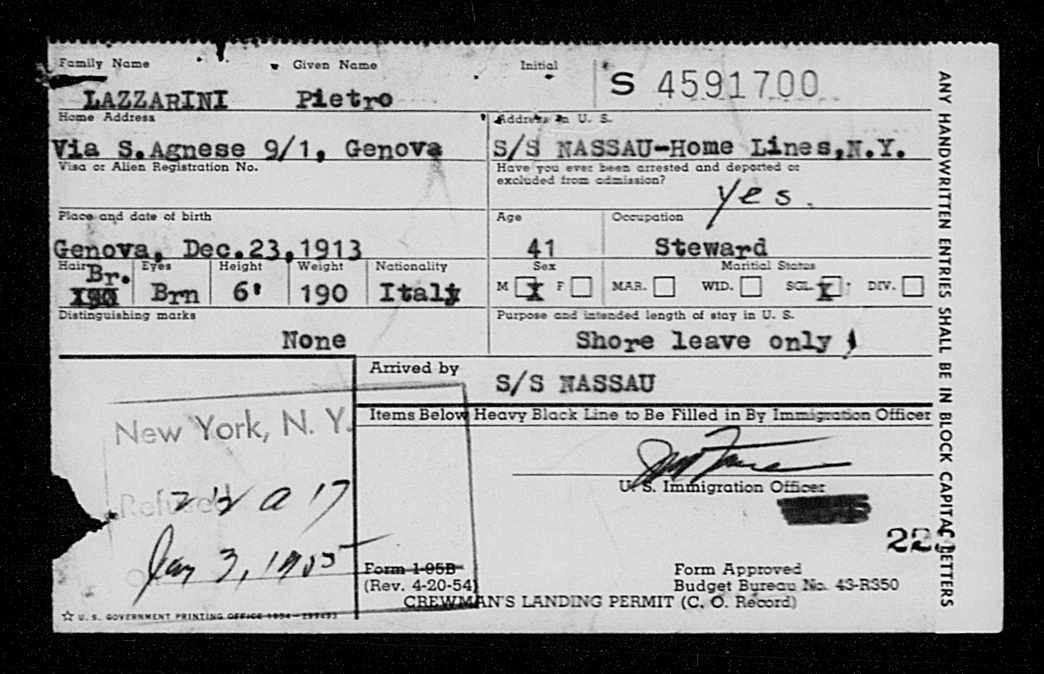 Family Name Given Name Initial
S 4591700
LAZZARINI Pietro
Home Address Address in U. S.
Via S.Agnese 9/1, Genova S/S NASSAU-Home Lines,N.Y.
Visa or Alien Registration No. Have you ever been arrested and deported or
excluded from admission?
yes.
Place and date of birth Age Occupation
Genova, Dec.23,1913 41 Steward
Hair Eyes Height Weight Nationality Sex Marital Status
Br.
190 Brn 6' 190 Italy M X F MAR. WID. SGL. X DIV.
Distinguishing marks Purpose and intended length of stay in U. S.
None Shore leave only
Arrived by
S/S NASSAU
Items Below Heavy Black Line to Be Filled in By Immigration Officer
New York, N. Y.
U. S. Immigration Officer
Refused
Jan 3, 1955
Form I-95B Form Approved
(Rev. 4-20-54) Budget Bureau No. 43-R350
CREWMAN'S LANDING PERMIT (C. O. Record)
U. S. GOVERNMENT PRINTING OFFICE 1954
ANY HANDWRITTEN ENTRIES SHALL BE IN BLOCK CAPITAL LETTERS